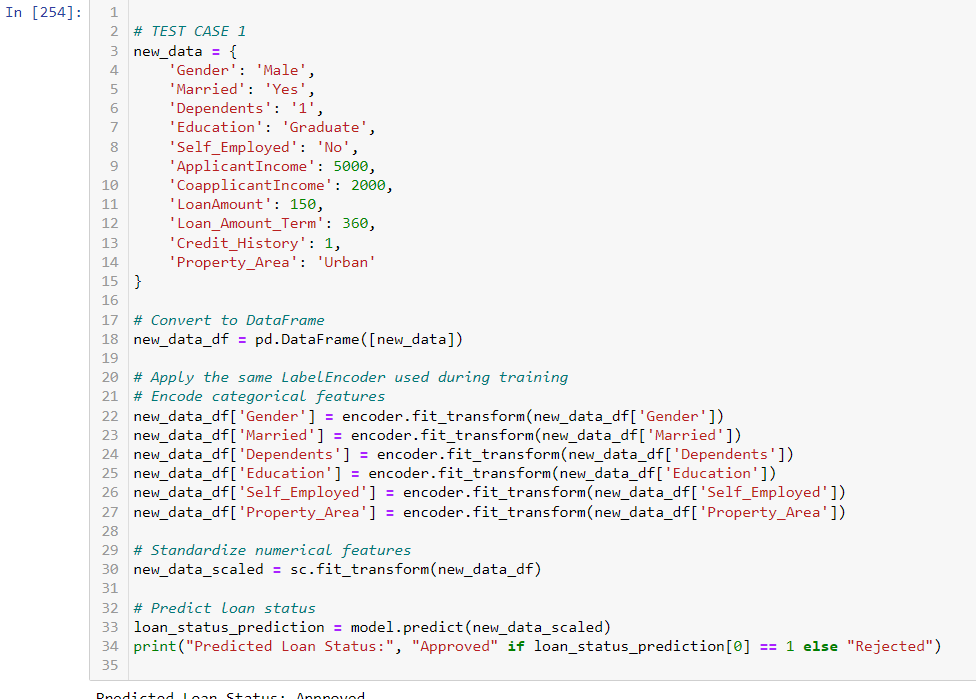 In [254]:
1
2 # TEST CASE 1
3 new_data = {
4     'Gender': 'Male',
5     'Married': 'Yes',
6     'Dependents': '1',
7     'Education': 'Graduate',
8     'Self_Employed': 'No',
9     'ApplicantIncome': 5000,
10     'CoapplicantIncome': 2000,
11     'LoanAmount': 150,
12     'Loan_Amount_Term': 360,
13     'Credit_History': 1,
14     'Property_Area': 'Urban'
15 }
16
17 # Convert to DataFrame
18 new_data_df = pd.DataFrame([new_data])
19
20 # Apply the same LabelEncoder used during training
21 # Encode categorical features
22 new_data_df['Gender'] = encoder.fit_transform(new_data_df['Gender'])
23 new_data_df['Married'] = encoder.fit_transform(new_data_df['Married'])
24 new_data_df['Dependents'] = encoder.fit_transform(new_data_df['Dependents'])
25 new_data_df['Education'] = encoder.fit_transform(new_data_df['Education'])
26 new_data_df['Self_Employed'] = encoder.fit_transform(new_data_df['Self_Employed'])
27 new_data_df['Property_Area'] = encoder.fit_transform(new_data_df['Property_Area'])
28
29 # Standardize numerical features
30 new_data_scaled = sc.fit_transform(new_data_df)
31
32 # Predict loan status
33 loan_status_prediction = model.predict(new_data_scaled)
34 print("Predicted Loan Status:", "Approved" if loan_status_prediction[0] == 1 else "Rejected")
35
Predicted Loan Status: Approved